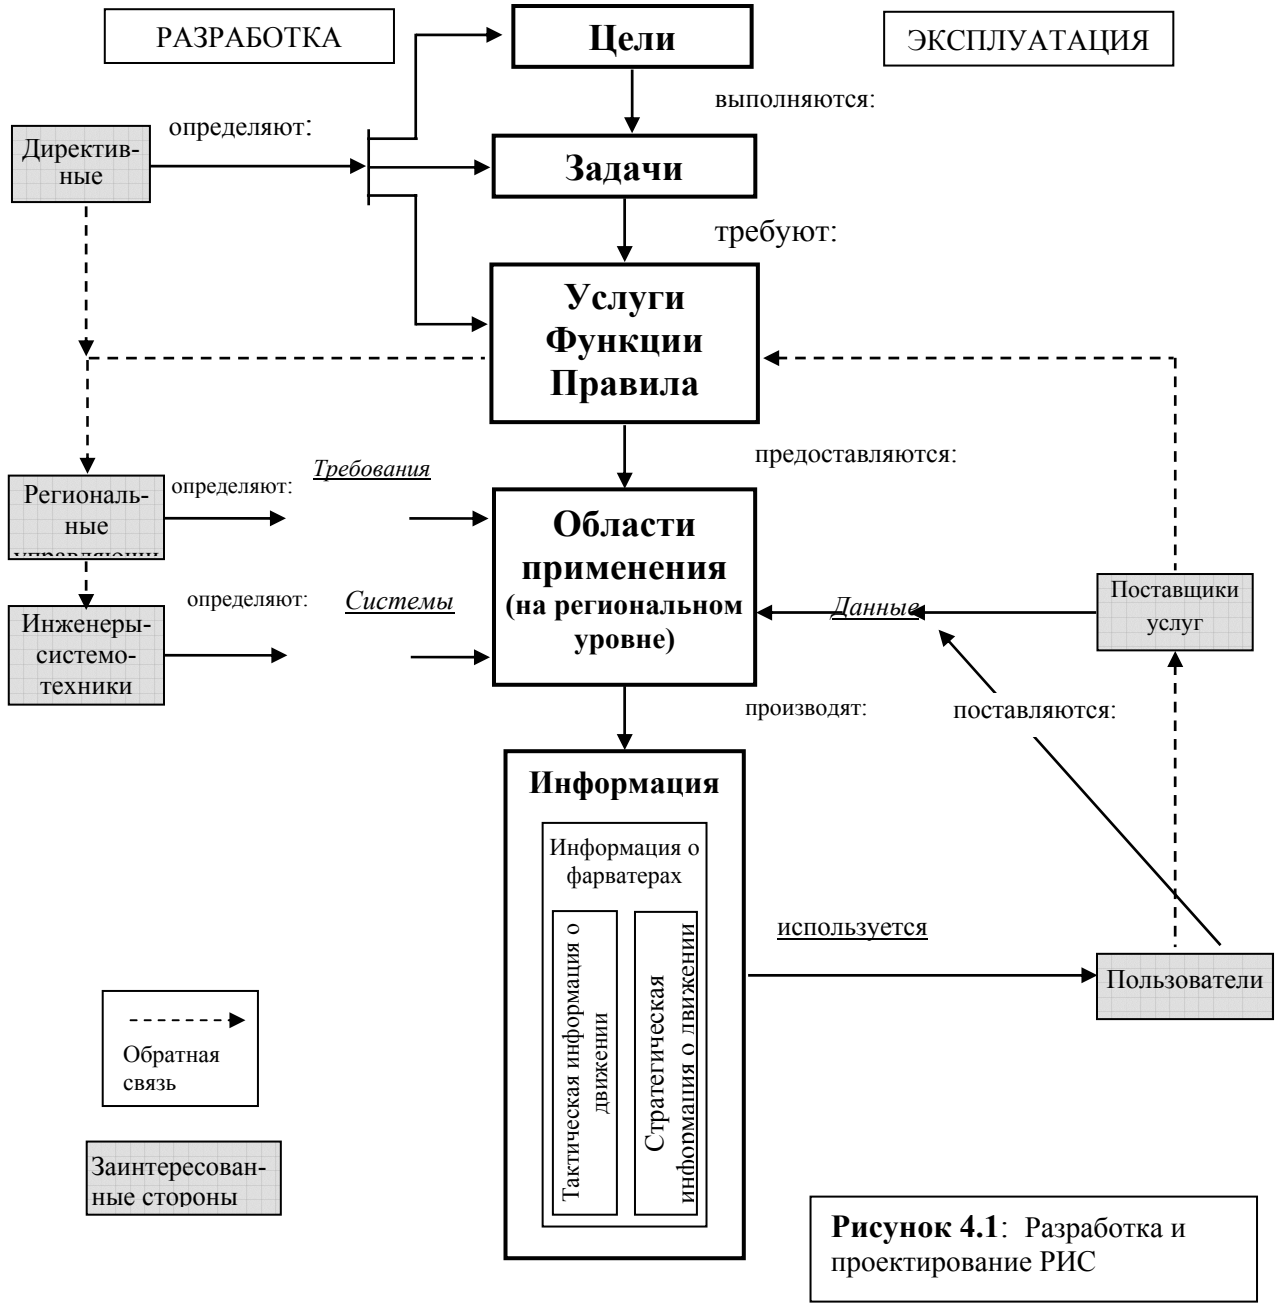 РАЗРАБОТКА
Цели
ЭКСПЛУАТАЦИЯ
выполняются:
определяют:
Директив-
ные
Задачи
требуют:
Услуги
Функции
Правила
предоставляются:
Региональ-
ные
управляющи
определяют:
Требования
Области
применения
(на региональном
уровне)
Инженеры-
системо-
техники
определяют:
Системы
Данные
Поставщики
услуг
производят:
поставляются:
Информация
Информация о
фарватерах
Тактическая информация о
движении
Стратегическая
информация о движении
используется
Пользователи
Обратная
связь
Заинтересован-
ные стороны
Рисунок 4.1: Разработка и
проектирование РИС